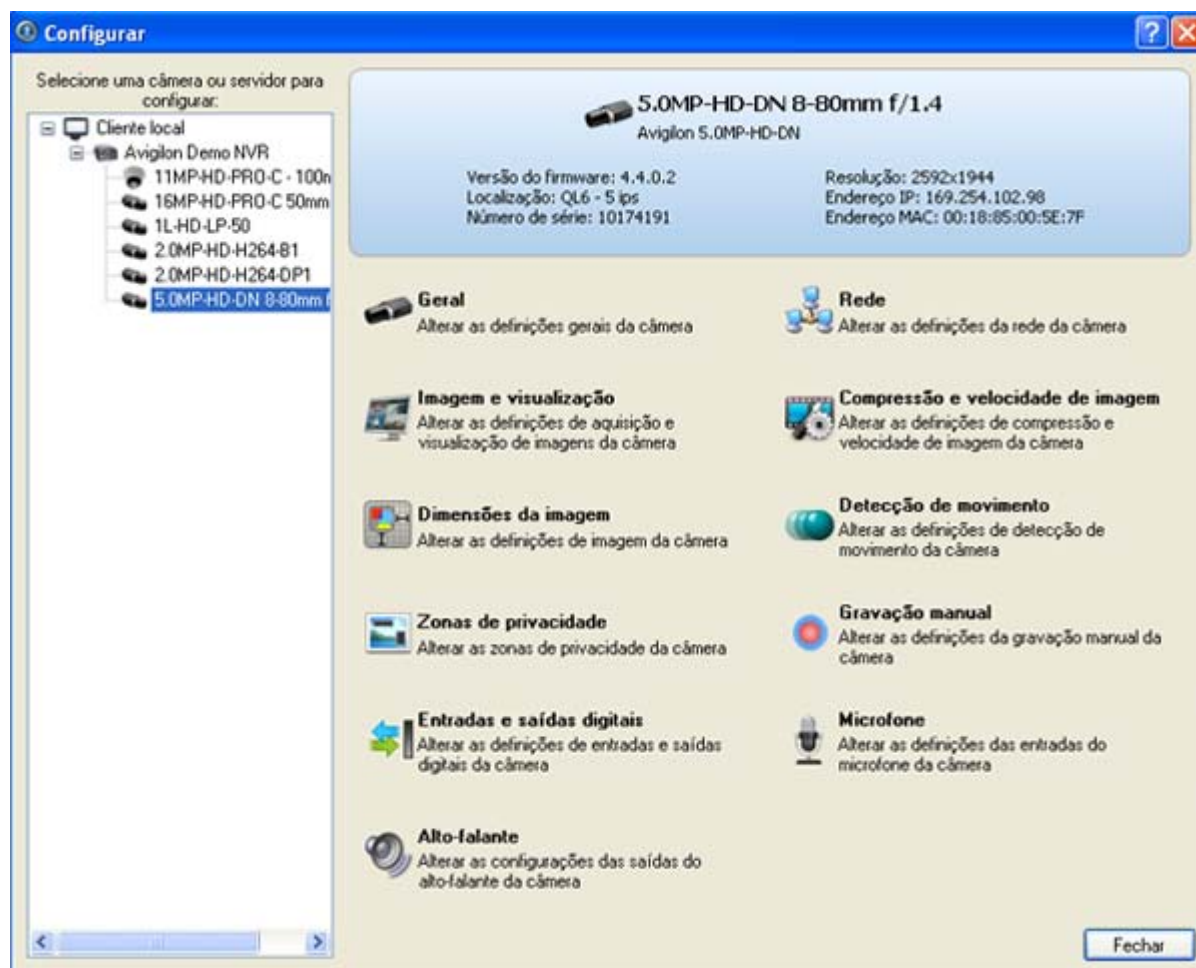 Configurar
Selecione uma câmera ou servidor para
configurar:
Cliente local
Avigilon Demo NVR
11MP-HD-PRO-C - 100n
16MP-HD-PRO-C 50mm
1L-HD-LP-50
2.0MP-HD-H264-B1
2.0MP-HD-H264-DP1
5.0MP-HD-DN 8-80mm f
5.0MP-HD-DN 8-80mm f/1.4
Avigilon 5.0MP-HD-DN
Versão do firmware: 4.4.0.2
Localização: QL6 - 5 ips
Número de série: 10174191
Resolução: 2592x1944
Endereço IP: 169.254.102.98
Endereço MAC: 00:18:85:00:5E:7F
Geral
Alterar as definições gerais da câmera
Rede
Alterar as definições da rede da câmera
Imagem e visualização
Alterar as definições de aquisição e
visualização de imagens da câmera
Compressão e velocidade de imagem
Alterar as definições de compressão e
velocidade de imagem da câmera
Dimensões da imagem
Alterar as definições de imagem da câmera
Detecção de movimento
Alterar as definições de detecção de
movimento da câmera
Zonas de privacidade
Alterar as zonas de privacidade da câmera
Gravação manual
Alterar as definições da gravação manual da
câmera
Entradas e saídas digitais
Alterar as definições de entradas e saídas
digitais da câmera
Microfone
Alterar as definições das entradas do
microfone da câmera
Alto-falante
Alterar as configurações das saídas do
alto-falante da câmera
Fechar